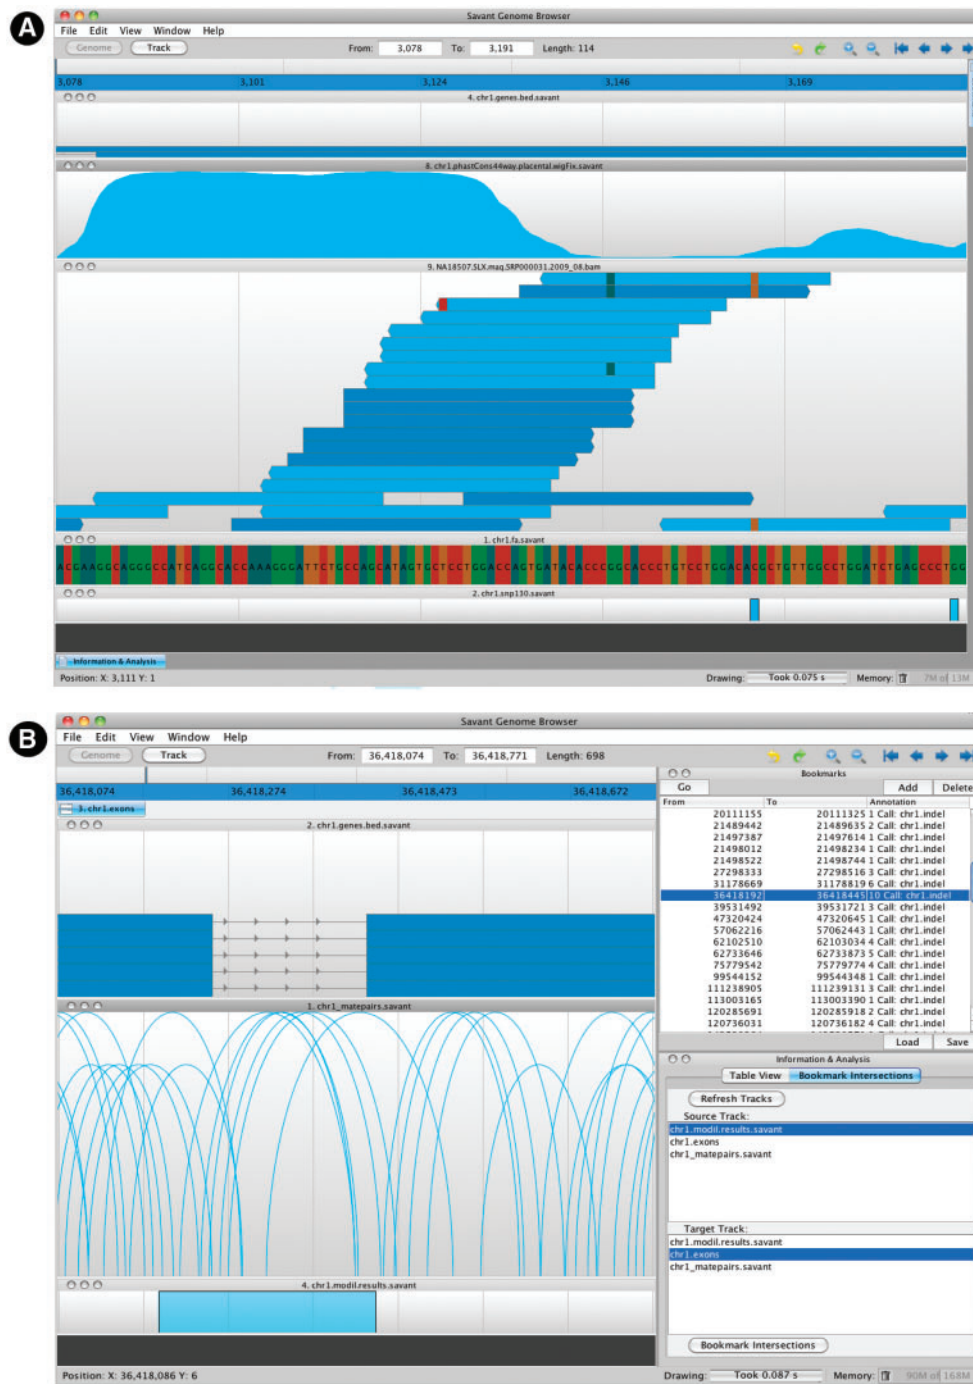 A
Savant Genome Browser
File Edit View Window Help
Genome Track From: 3,078 To: 3,191 Length: 114
3,078 3,101 3,124 3,146 3,169
4. chr1.genes.bed.savant
8. chr1.phastCons44way.placental.wigFix.savant
9. NA18507.SLX.maq.SRP000031.2009_08.bam
1. chr1.fa.savant
ACGAAGGCAGGGCCATCAGGCACCAAAGGGATTCTGCCAGCATAGTGCTCCTGGACCAGTGATACACCCGGCACCCTGTCCTGGACACGCTGTTGGCCTGGATCTGAGCCCTGG
2. chr1.snp130.savant
Information & Analysis
Position: X: 3,111 Y: 1 Drawing: Took 0.075 s Memory: 7M of 13M
B
Savant Genome Browser
File Edit View Window Help
Genome Track From: 36,418,074 To: 36,418,771 Length: 698
36,418,074 36,418,274 36,418,473 36,418,672
3. chr1.exons
2. chr1.genes.bed.savant
1. chr1_matepairs.savant
4. chr1.modil.results.savant
Bookmarks
Go Add Delete
From To Annotation
20111155 20111325 1 Call: chr1.indel
21489442 21489635 2 Call: chr1.indel
21497387 21497614 1 Call: chr1.indel
21498012 21498234 1 Call: chr1.indel
21498522 21498744 1 Call: chr1.indel
27298333 27298516 3 Call: chr1.indel
31178669 31178819 6 Call: chr1.indel
36418192 36418445 10 Call: chr1.indel
39531492 39531721 3 Call: chr1.indel
47320424 47320645 1 Call: chr1.indel
57062216 57062443 1 Call: chr1.indel
62102510 62103034 4 Call: chr1.indel
62733646 62733873 5 Call: chr1.indel
75779542 75779774 4 Call: chr1.indel
99544152 99544348 1 Call: chr1.indel
111238905 111239131 3 Call: chr1.indel
113003165 113003390 1 Call: chr1.indel
120285691 120285918 2 Call: chr1.indel
120736031 120736182 4 Call: chr1.indel
Load Save
Information & Analysis
Table View Bookmark Intersections
Refresh Tracks
Source Track:
chr1.modil.results.savant
chr1.exons
chr1_matepairs.savant
Target Track:
chr1.modil.results.savant
chr1.exons
chr1_matepairs.savant
Bookmark Intersections
Position: X: 36,418,086 Y: 6 Drawing: Took 0.087 s Memory: 90M of 168M